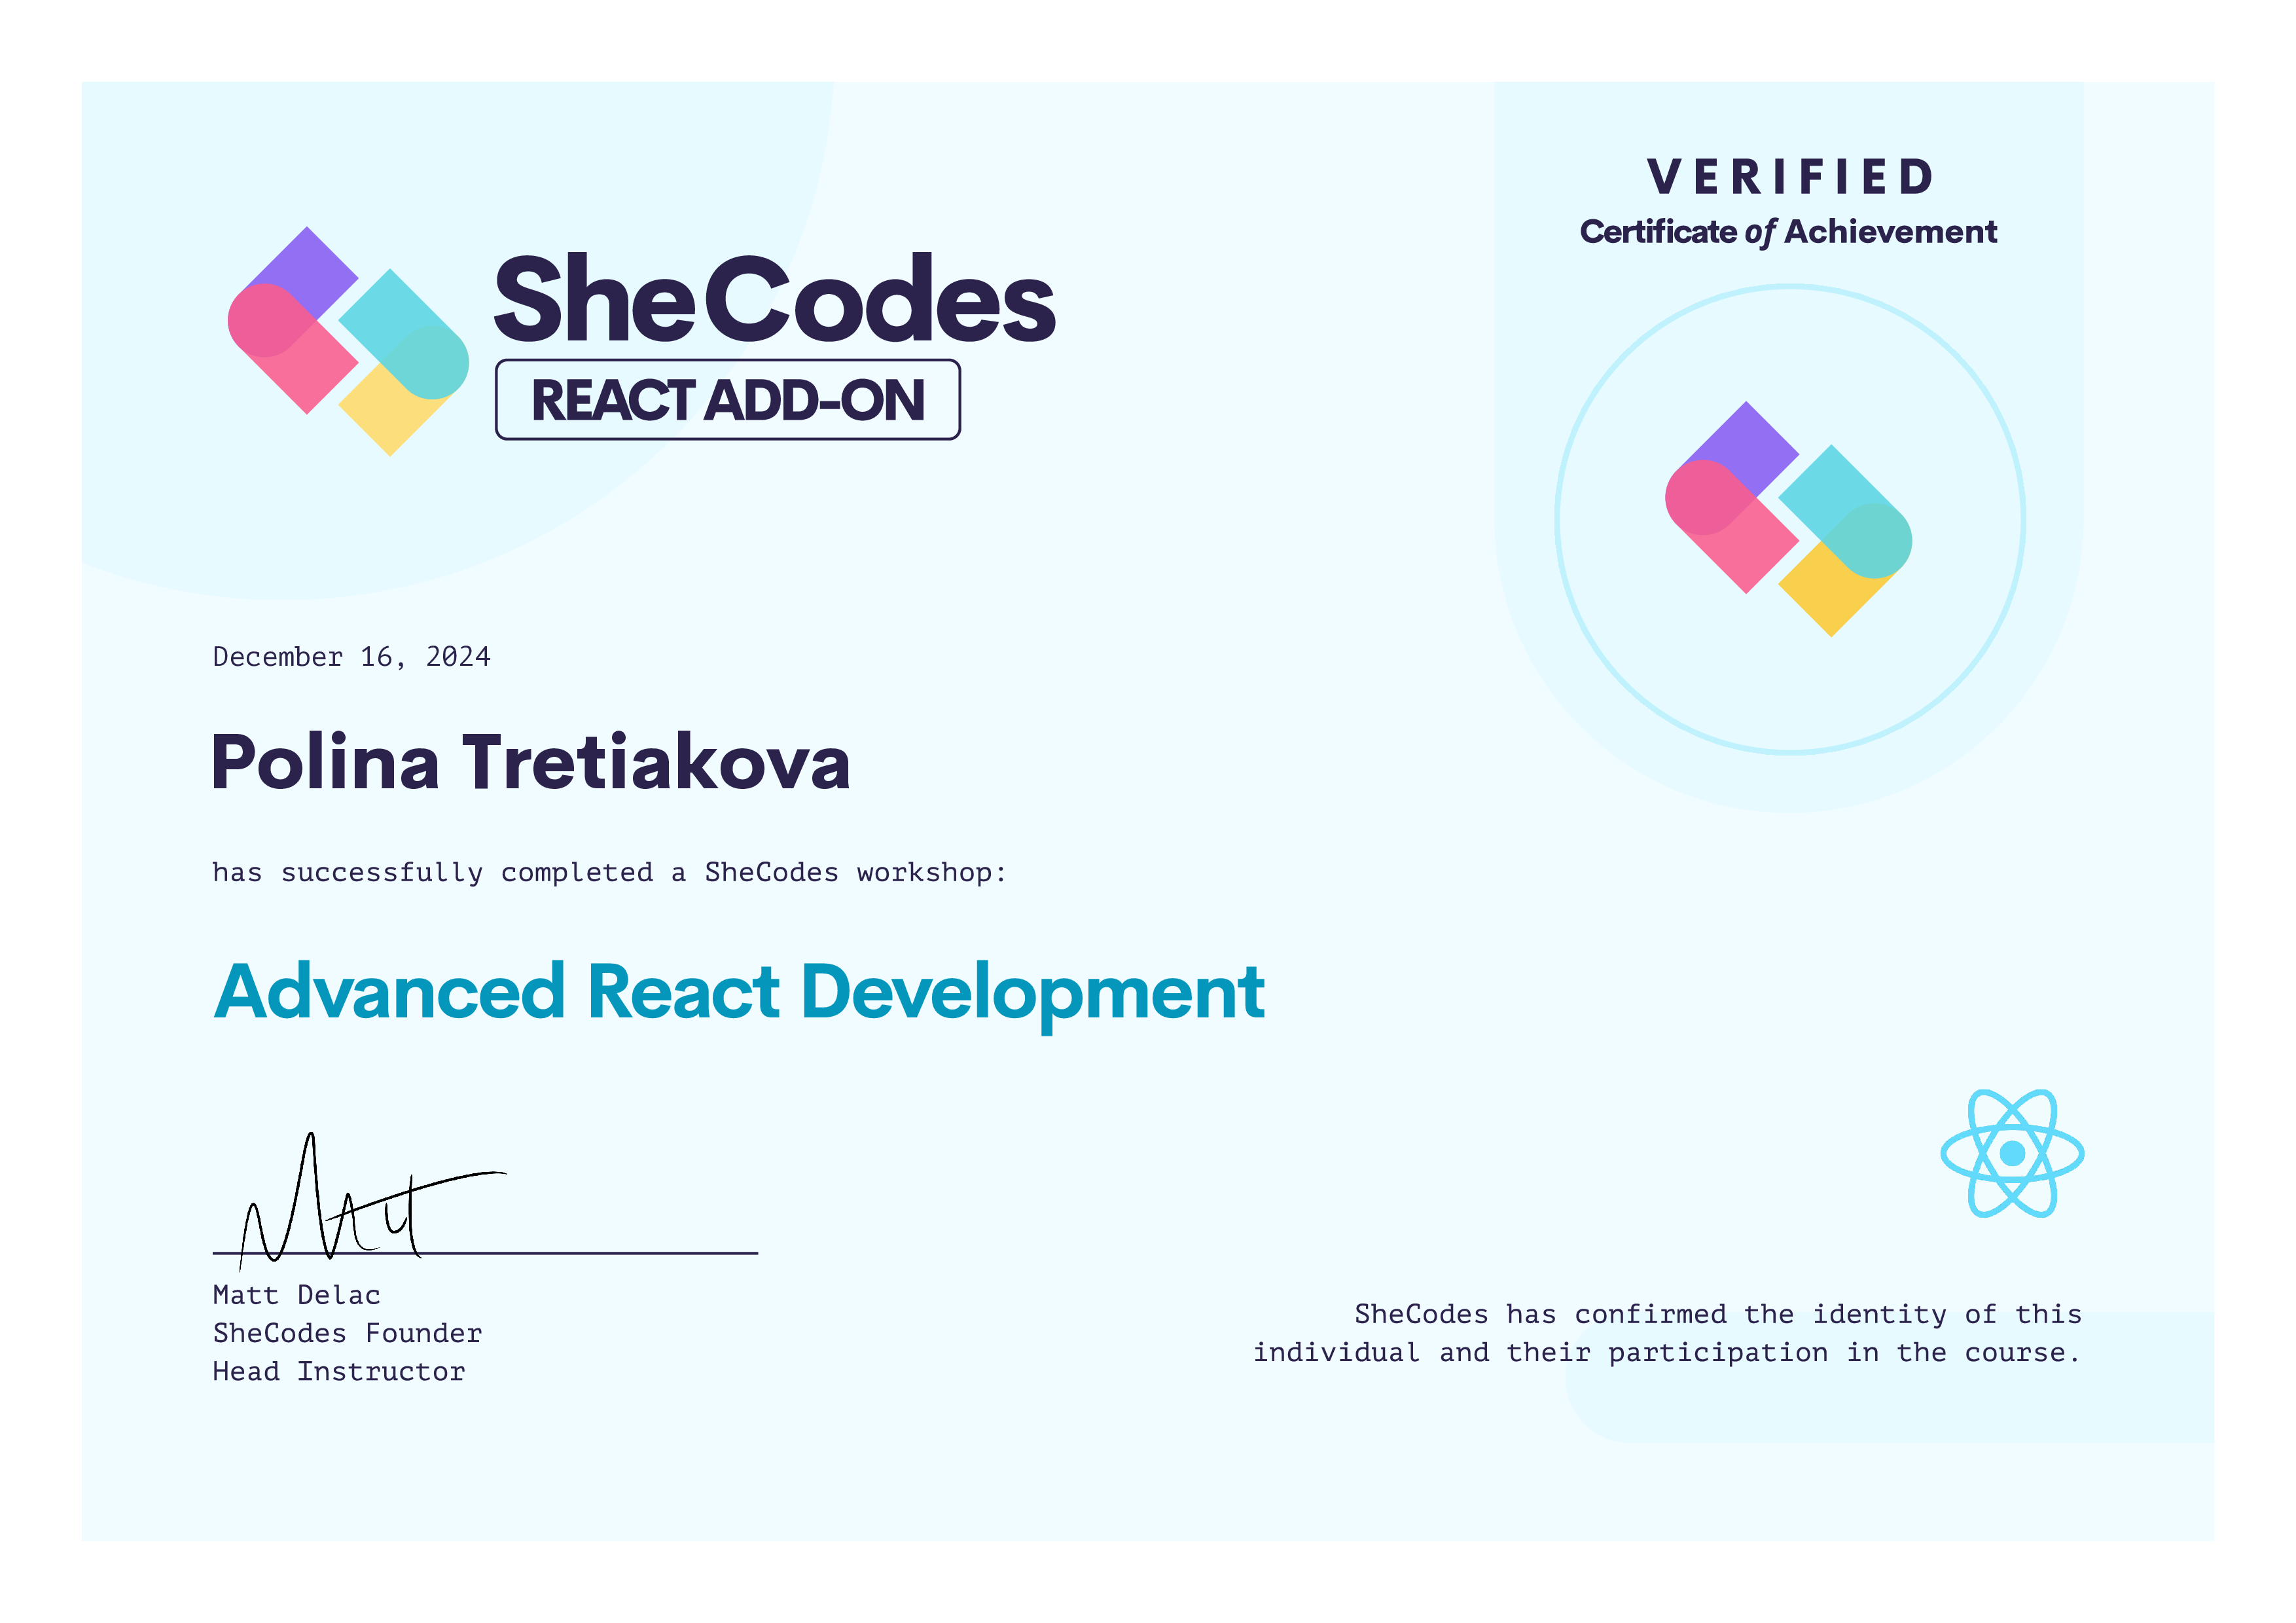 SheCodes
REACT ADD-ON
VERIFIED
Certificate of Achievement
December 16, 2024
Polina Tretiakova
has successfully completed a SheCodes workshop:
Advanced React Development
Matt
Matt Delac
SheCodes Founder
Head Instructor
SheCodes has confirmed the identity of this
individual and their participation in the course.